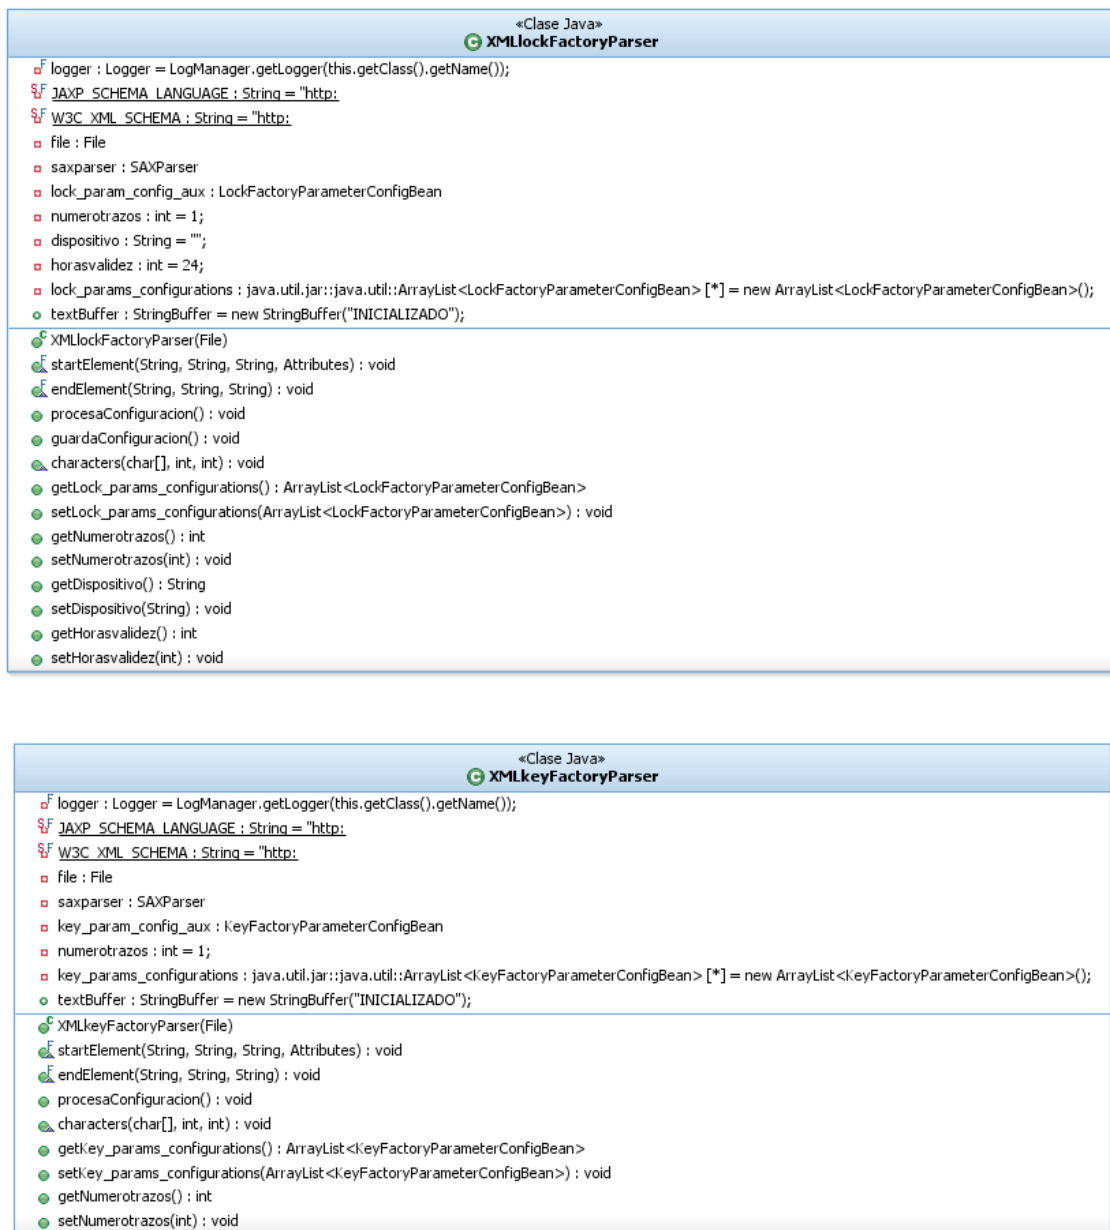 «Clase Java»
XMLlockFactoryParser
logger : Logger = LogManager.getLogger(this.getClass().getName());
JAXP_SCHEMA_LANGUAGE : String = "http:
W3C_XML_SCHEMA : String = "http:
file : File
saxparser : SAXParser
lock_param_config_aux : LockFactoryParameterConfigBean
numerotrazos : int = 1;
dispositivo : String = "";
horasvalidez : int = 24;
lock_params_configurations : java.util.jar::java.util::ArrayList<LockFactoryParameterConfigBean> [*] = new ArrayList<LockFactoryParameterConfigBean>();
textBuffer : StringBuffer = new StringBuffer("INICIALIZADO");
XMLlockFactoryParser(File)
startElement(String, String, String, Attributes) : void
endElement(String, String, String) : void
procesaConfiguracion() : void
guardaConfiguracion() : void
characters(char[], int, int) : void
getLock_params_configurations() : ArrayList<LockFactoryParameterConfigBean>
setLock_params_configurations(ArrayList<LockFactoryParameterConfigBean>) : void
getNumerotrazos() : int
setNumerotrazos(int) : void
getDispositivo() : String
setDispositivo(String) : void
getHorasvalidez() : int
setHorasvalidez(int) : void
«Clase Java»
XMLkeyFactoryParser
logger : Logger = LogManager.getLogger(this.getClass().getName());
JAXP_SCHEMA_LANGUAGE : String = "http:
W3C_XML_SCHEMA : String = "http:
file : File
saxparser : SAXParser
key_param_config_aux : KeyFactoryParameterConfigBean
numerotrazos : int = 1;
key_params_configurations : java.util.jar::java.util::ArrayList<KeyFactoryParameterConfigBean> [*] = new ArrayList<KeyFactoryParameterConfigBean>();
textBuffer : StringBuffer = new StringBuffer("INICIALIZADO");
XMLkeyFactoryParser(File)
startElement(String, String, String, Attributes) : void
endElement(String, String, String) : void
procesaConfiguracion() : void
characters(char[], int, int) : void
getKey_params_configurations() : ArrayList<KeyFactoryParameterConfigBean>
setKey_params_configurations(ArrayList<KeyFactoryParameterConfigBean>) : void
getNumerotrazos() : int
setNumerotrazos(int) : void